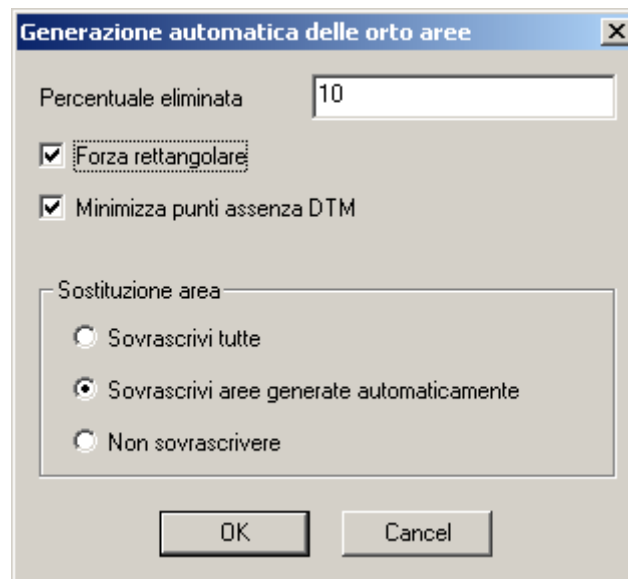 Generazione automatica delle orto aree
Percentuale eliminata 10
Forza rettangolare
Minimizza punti assenza DTM
Sostituzione area
Sovrascrivi tutte
Sovrascrivi aree generate automaticamente
Non sovrascrivere
OK Cancel